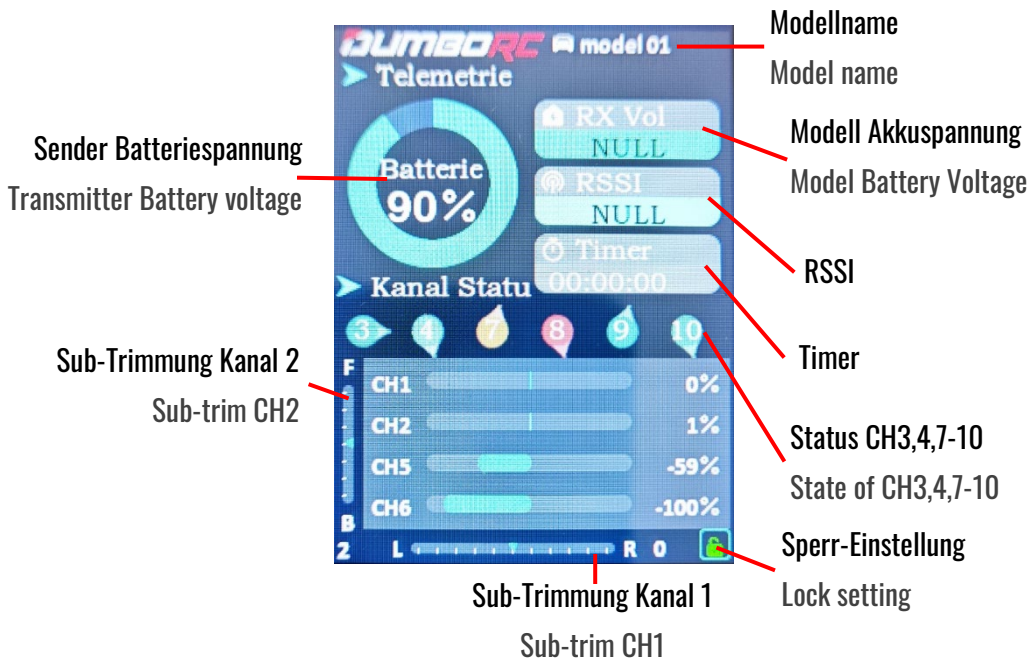 Modellname
Model name
DUMBORC model 01
Telemetrie
Sender Batteriespannung
Transmitter Battery voltage
Batterie
90%
RX Vol
NULL
Modell Akkuspannung
Model Battery Voltage
RSSI
NULL
RSSI
Timer
00:00:00
Timer
Kanal Statu
3 4 7 8 9 10
Status CH3,4,7-10
State of CH3,4,7-10
Sub-Trimmung Kanal 2
Sub-trim CH2
F
CH1 0%
CH2 1%
CH5 -59%
CH6 -100%
B
2 L R 0
Sperr-Einstellung
Lock setting
Sub-Trimmung Kanal 1
Sub-trim CH1